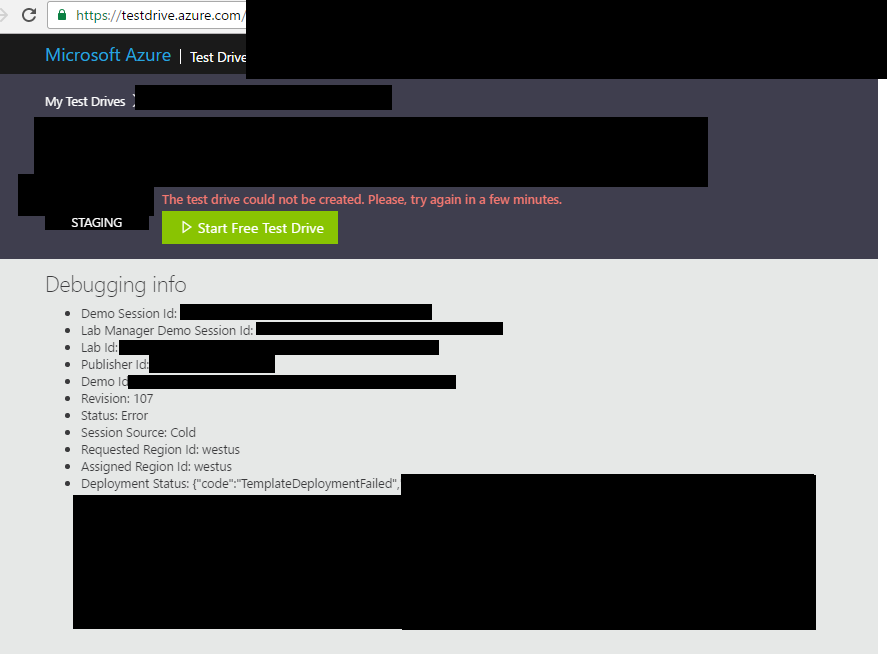 https://testdrive.azure.com/
Microsoft Azure | Test Drive
My Test Drives
The test drive could not be created. Please, try again in a few minutes.
STAGING
Start Free Test Drive
Debugging info
Demo Session Id:
Lab Manager Demo Session Id:
Lab Id:
Publisher Id:
Demo Id
Revision: 107
Status: Error
Session Source: Cold
Requested Region Id: westus
Assigned Region Id: westus
Deployment Status: {"code":"TemplateDeploymentFailed",